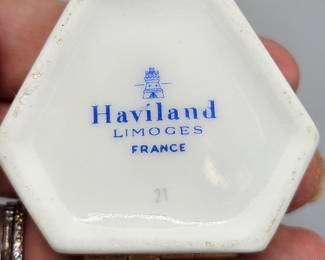 Haviland
LIMOGES
FRANCE
21